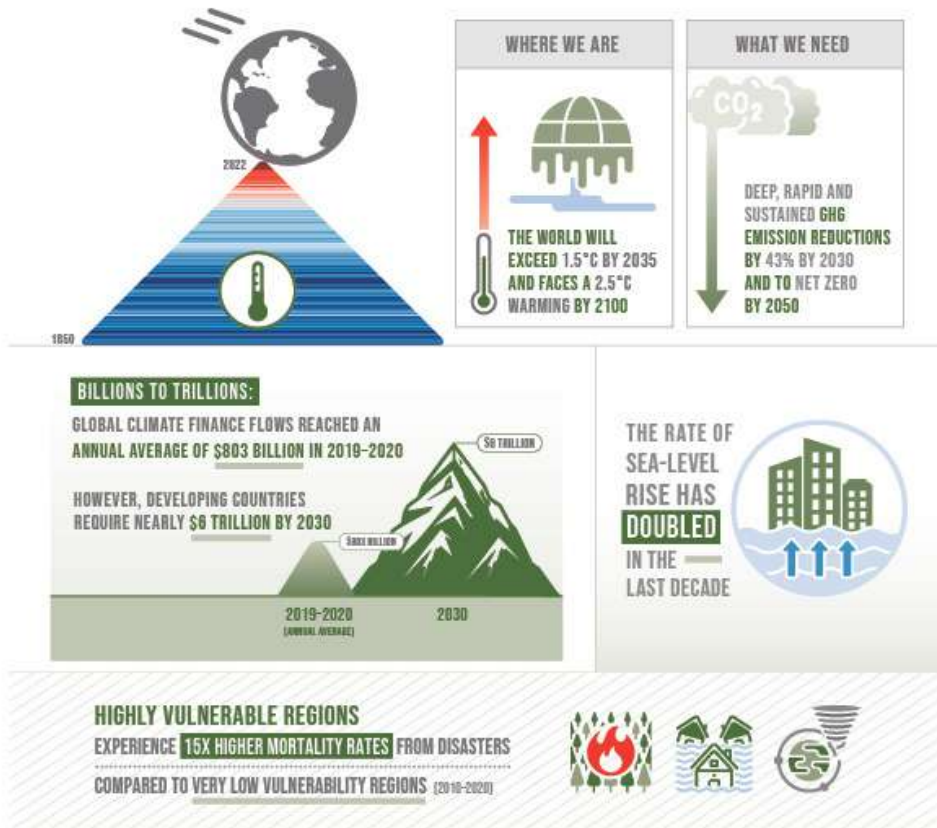 2022
1850
WHERE WE ARE
THE WORLD WILL
EXCEED 1.5°C BY 2035
AND FACES A 2.5°C
WARMING BY 2100
WHAT WE NEED
CO2
DEEP, RAPID AND
SUSTAINED GHG
EMISSION REDUCTIONS
BY 43% BY 2030
AND TO NET ZERO
BY 2050
BILLIONS TO TRILLIONS:
GLOBAL CLIMATE FINANCE FLOWS REACHED AN
ANNUAL AVERAGE OF $803 BILLION IN 2019-2020
HOWEVER, DEVELOPING COUNTRIES
REQUIRE NEARLY $6 TRILLION BY 2030
$6 TRILLION
$803 BILLION
2019-2020
(ANNUAL AVERAGE)
2030
THE RATE OF
SEA-LEVEL
RISE HAS
DOUBLED
IN THE
LAST DECADE
HIGHLY VULNERABLE REGIONS
EXPERIENCE 15X HIGHER MORTALITY RATES FROM DISASTERS
COMPARED TO VERY LOW VULNERABILITY REGIONS (2010-2020)